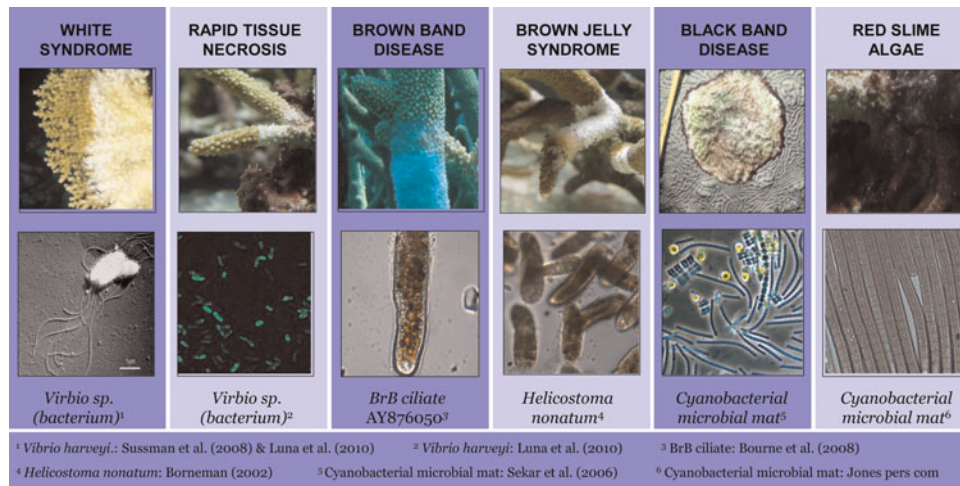 WHITE
SYNDROME
RAPID TISSUE
NECROSIS
BROWN BAND
DISEASE
BROWN JELLY
SYNDROME
BLACK BAND
DISEASE
RED SLIME
ALGAE
Virbio sp.
(bacterium)¹
Virbio sp.
(bacterium)²
BrB ciliate
AY876050³
Helicostoma
nonatum⁴
Cyanobacterial
microbial mat⁵
Cyanobacterial
microbial mat⁶
¹ Vibrio harveyi.: Sussman et al. (2008) & Luna et al. (2010) ² Vibrio harveyi: Luna et al. (2010) ³ BrB ciliate: Bourne et al. (2008)
⁴ Helicostoma nonatum: Borneman (2002) ⁵ Cyanobacterial microbial mat: Sekar et al. (2006) ⁶ Cyanobacterial microbial mat: Jones pers com